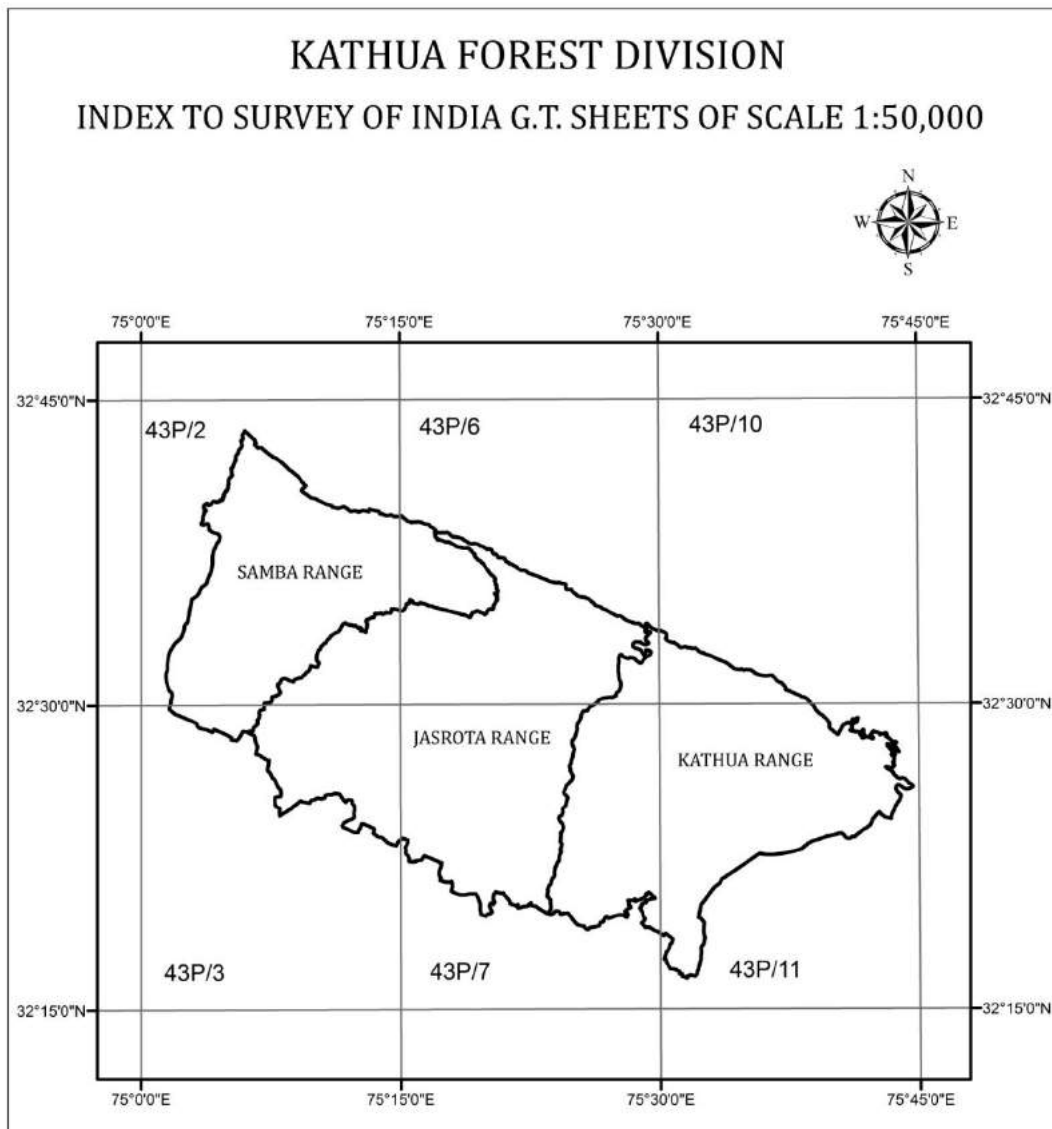 KATHUA FOREST DIVISION
INDEX TO SURVEY OF INDIA G.T. SHEETS OF SCALE 1:50,000
N
W E
S
75°0'0"E 75°15'0"E 75°30'0"E 75°45'0"E
32°45'0"N 32°45'0"N
43P/2 43P/6 43P/10
SAMBA RANGE
32°30'0"N 32°30'0"N
JASROTA RANGE
KATHUA RANGE
43P/3 43P/7 43P/11
32°15'0"N 32°15'0"N
75°0'0"E 75°15'0"E 75°30'0"E 75°45'0"E